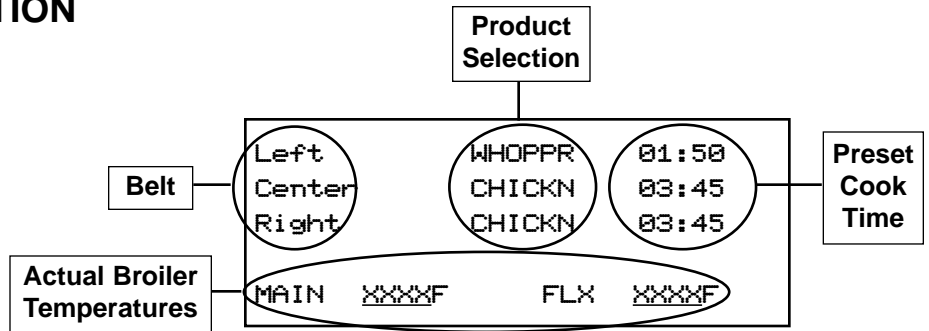 TION
Product
Selection
Left WHOPPR 01:50
Center CHICKN 03:45
Right CHICKN 03:45
Belt
Preset
Cook
Time
Actual Broiler
Temperatures
MAIN XXXXF FLX XXXXF